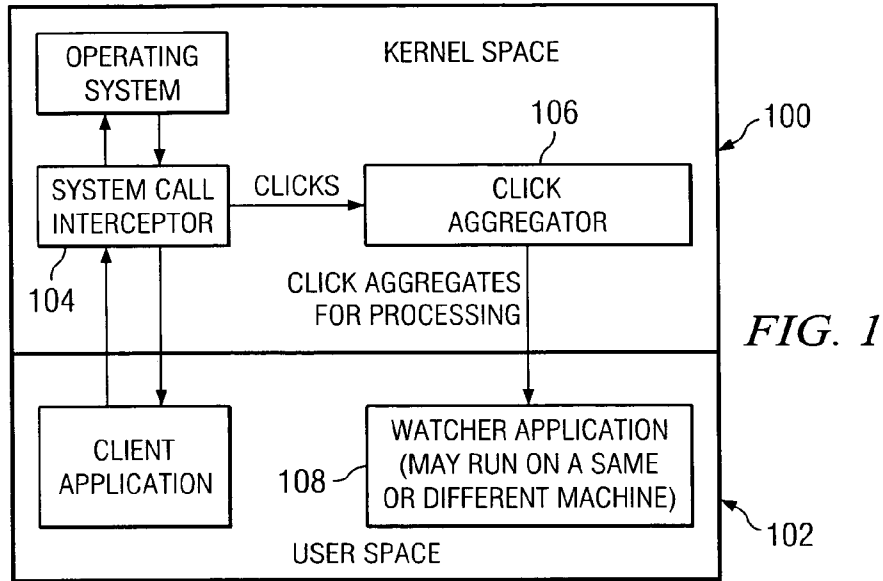 OPERATING
SYSTEM
KERNEL SPACE
100
106
SYSTEM CALL
INTERCEPTOR
CLICKS
CLICK
AGGREGATOR
104
CLICK AGGREGATES
FOR PROCESSING
FIG. 1
CLIENT
APPLICATION
108
WATCHER APPLICATION
(MAY RUN ON A SAME
OR DIFFERENT MACHINE)
102
USER SPACE